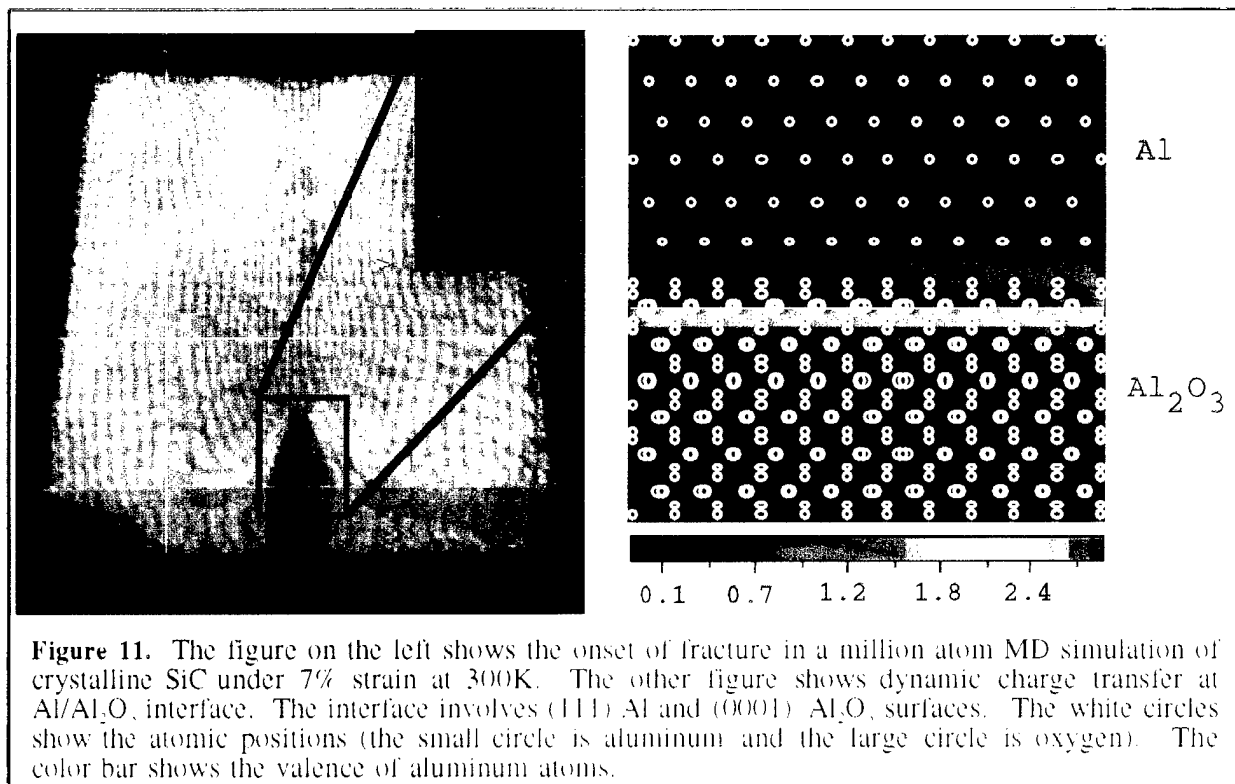 Al
Al2O3
0.1 0.7 1.2 1.8 2.4
Figure 11. The figure on the left shows the onset of fracture in a million atom MD simulation of
crystalline SiC under 7% strain at 300K. The other figure shows dynamic charge transfer at
Al/Al2O3 interface. The interface involves (111) Al and (0001) Al2O3 surfaces. The white circles
show the atomic positions (the small circle is aluminum and the large circle is oxygen). The
color bar shows the valence of aluminum atoms.